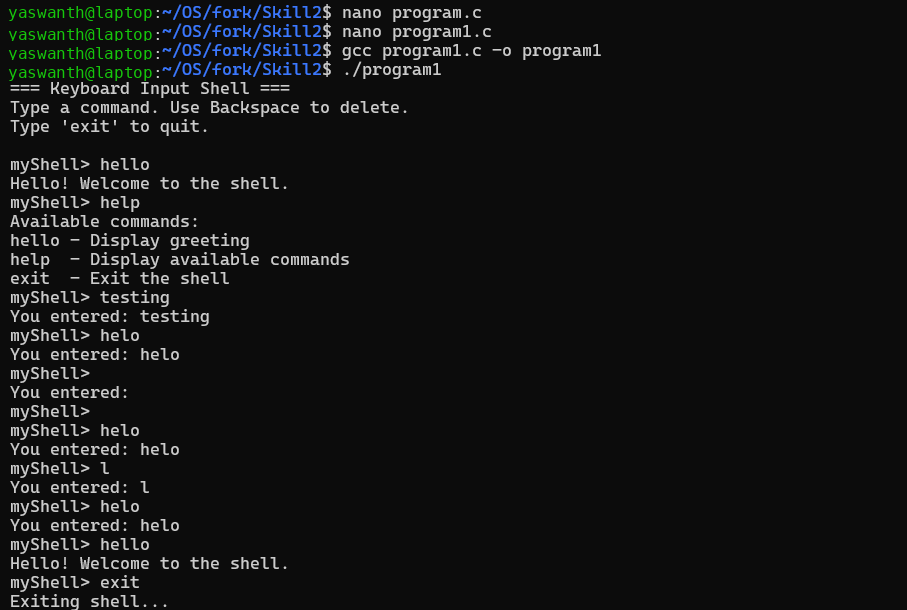 yaswanth@laptop:~/OS/fork/Skill2$ nano program.c
yaswanth@laptop:~/OS/fork/Skill2$ nano program1.c
yaswanth@laptop:~/OS/fork/Skill2$ gcc program1.c -o program1
yaswanth@laptop:~/OS/fork/Skill2$ ./program1
=== Keyboard Input Shell ===
Type a command. Use Backspace to delete.
Type 'exit' to quit.

myShell> hello
Hello! Welcome to the shell.
myShell> help
Available commands:
hello - Display greeting
help  - Display available commands
exit  - Exit the shell
myShell> testing
You entered: testing
myShell> helo
You entered: helo
myShell>
You entered:
myShell>
myShell> helo
You entered: helo
myShell> l
You entered: l
myShell> helo
You entered: helo
myShell> hello
Hello! Welcome to the shell.
myShell> exit
Exiting shell...